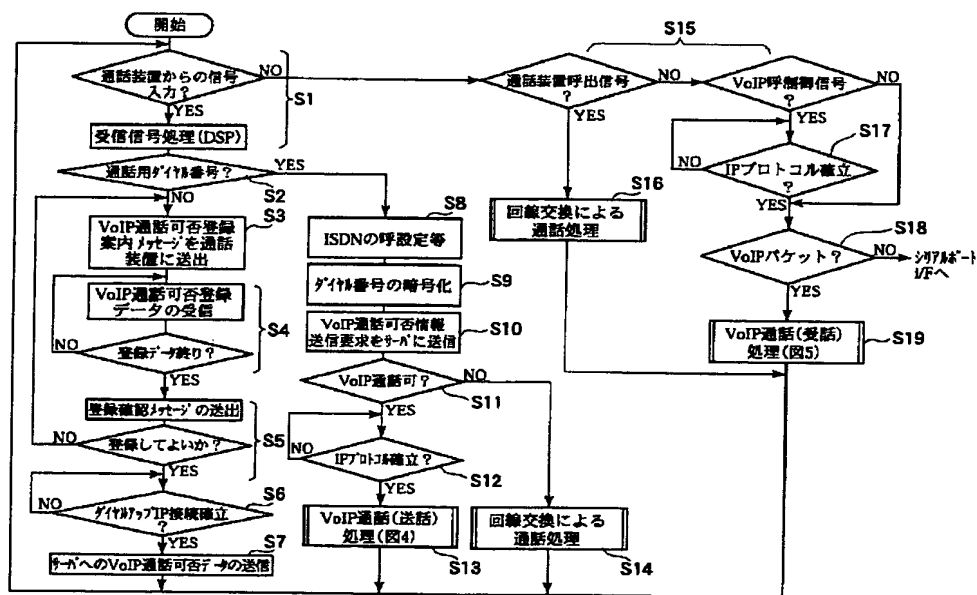 開始
通話装置からの信号
入力?
NO
YES
S1
受信信号処理(DSP)
通話用ダイヤル番号?
YES
S2
NO
S3
VoIP通話可否登録
案内メッセージを通話
装置に送出
VoIP通話可否登録
データの受信
S4
NO
登録データ終り?
YES
登録確認メッセージの送出
S5
NO
登録してよいか?
YES
S6
NO
ダイヤルアップIP接続確立
?
YES
S7
サーバへのVoIP通話可否データの送信
S8
ISDNの呼設定等
S9
ダイヤル番号の暗号化
S10
VoIP通話可否情報
送信要求をサーバに送信
VoIP通話可?
NO
S11
YES
NO
IPプロトコル確立?
S12
YES
VoIP通話(送話)
処理(図4)
S13
回線交換による
通話処理
S14
S15
通話装置呼出信号
?
NO
YES
VoIP呼制御信号
?
NO
YES
S17
NO
IPプロトコル確立
?
YES
S16
回線交換による
通話処理
S18
VoIPパケット?
NO
シリアルポート
I/Fへ
YES
VoIP通話(受話)
処理(図5)
S19